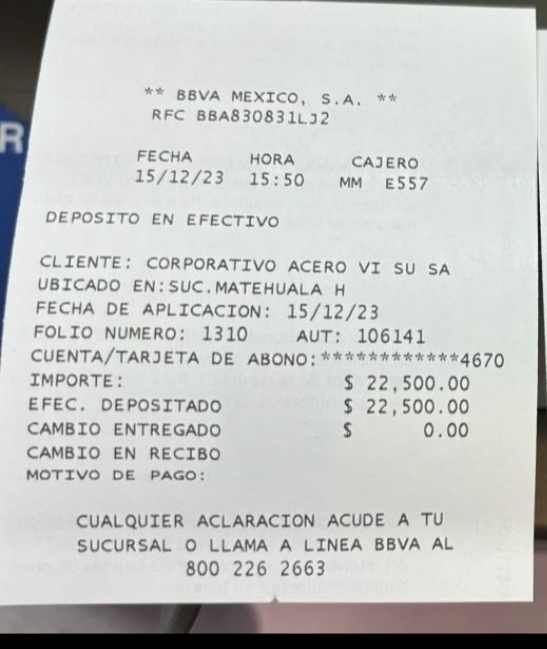 ** BBVA MEXICO, S.A. **
RFC BBA830831LJ2
FECHA HORA CAJERO
15/12/23 15:50 MM E557
DEPOSITO EN EFECTIVO
CLIENTE: CORPORATIVO ACERO VI SU SA
UBICADO EN:SUC.MATEHUALA H
FECHA DE APLICACION: 15/12/23
FOLIO NUMERO: 1310 AUT: 106141
CUENTA/TARJETA DE ABONO:************4670
IMPORTE: $ 22,500.00
EFEC. DEPOSITADO $ 22,500.00
CAMBIO ENTREGADO $ 0.00
CAMBIO EN RECIBO
MOTIVO DE PAGO:
CUALQUIER ACLARACION ACUDE A TU
SUCURSAL O LLAMA A LINEA BBVA AL
800 226 2663
R